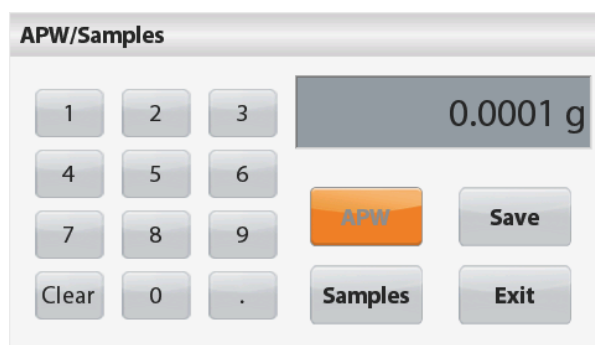 APW/Samples
1 2 3 0.0001 g
4 5 6
APW Save
7 8 9
Clear 0 . Samples Exit